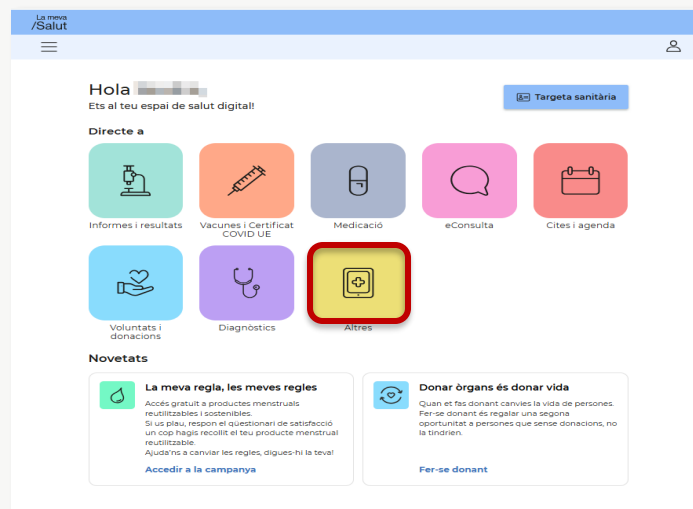 La meva
/Salut
Hola
Ets al teu espai de salut digital!
Targeta sanitària
Directe a
Informes i resultats
Vacunes i Certificat
COVID UE
Medicació
eConsulta
Cites i agenda
Voluntats i
donacions
Diagnòstics
Altres
Novetats
La meva regla, les meves regles
Accés gratuït a productes menstruals
reutilitzables i sostenibles.
Si us plau, respon el qüestionari de satisfacció
un cop hagis recollit el teu producte menstrual
reutilitzable.
Ajuda'ns a canviar les regles, digues-hi la teva!
Accedir a la campanya
Donar òrgans és donar vida
Quan et fas donant canvies la vida de persones.
Fer-se donant és regalar una segona
oportunitat a persones que sense donacions, no
la tindrien.
Fer-se donant